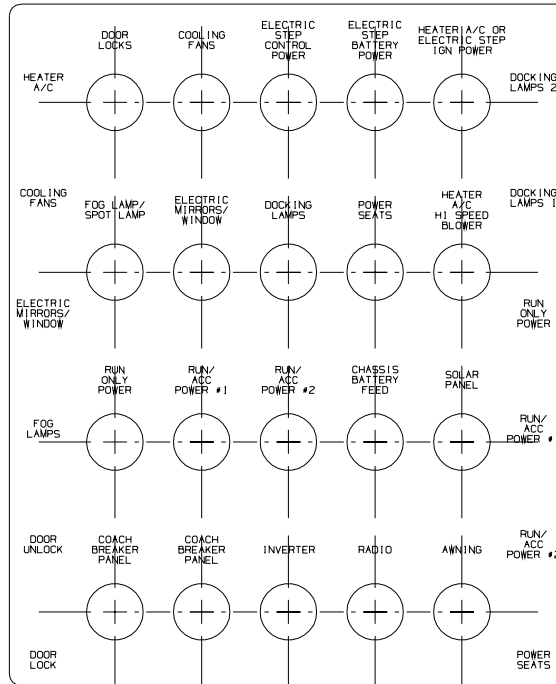 DOOR
LOCKS
COOLING
FANS
ELECTRIC
STEP
CONTROL
POWER
ELECTRIC
STEP
BATTERY
POWER
HEATER A/C OR
ELECTRIC STEP
IGN POWER
HEATER
A/C
DOCKING
LAMPS 2
COOLING
FANS
FOG LAMP/
SPOT LAMP
ELECTRIC
MIRRORS/
WINDOW
DOCKING
LAMPS
POWER
SEATS
HEATER
A/C
HI SPEED
BLOWER
DOCKING
LAMPS 1
ELECTRIC
MIRRORS/
WINDOW
RUN
ONLY
POWER
RUN
ONLY
POWER
RUN/
ACC
POWER #1
RUN/
ACC
POWER #2
CHASSIS
BATTERY
FEED
SOLAR
PANEL
FOG
LAMPS
RUN/
ACC
POWER #
DOOR
UNLOCK
COACH
BREAKER
PANEL
COACH
BREAKER
PANEL
INVERTER
RADIO
AWNING
RUN/
ACC
POWER #2
DOOR
LOCK
POWER
SEATS